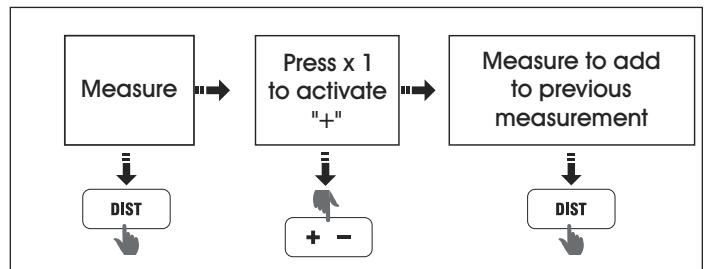 Measure
Press x 1
to activate
"+"
Measure to add
to previous
measurement
DIST
+ −
DIST